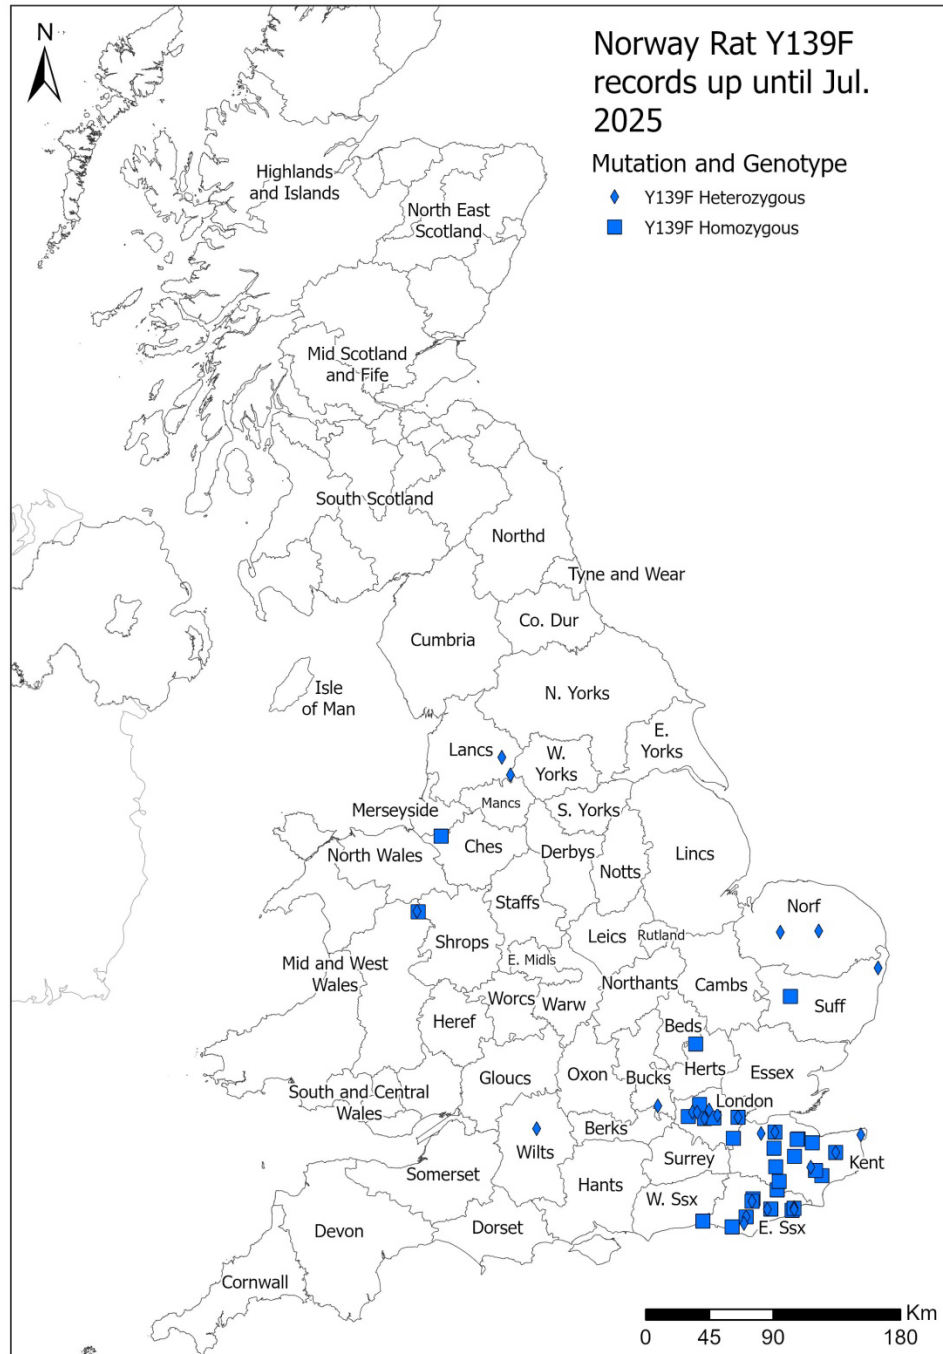 N
Norway Rat Y139F
records up until Jul.
2025
Mutation and Genotype
Y139F Heterozygous
Y139F Homozygous
Highlands
and Islands
North East
Scotland
Mid Scotland
and Fife
South Scotland
Northd
Tyne and Wear
Co. Dur
Cumbria
Isle
of Man
N. Yorks
Lancs
W.
Yorks
E.
Yorks
Mancs
Merseyside
S. Yorks
North Wales
Ches
Derbys
Notts
Lincs
Staffs
Norf
Shrops
Leics
Rutland
E. Midls
Mid and West
Wales
Northants
Cambs
Suff
Worcs
Warw
Heref
Beds
Herts
Essex
Gloucs
Oxon
Bucks
South and Central
Wales
London
Berks
Wilts
Surrey
Kent
Somerset
Hants
W. Ssx
E. Ssx
Devon
Dorset
Cornwall
Km
0 45 90 180